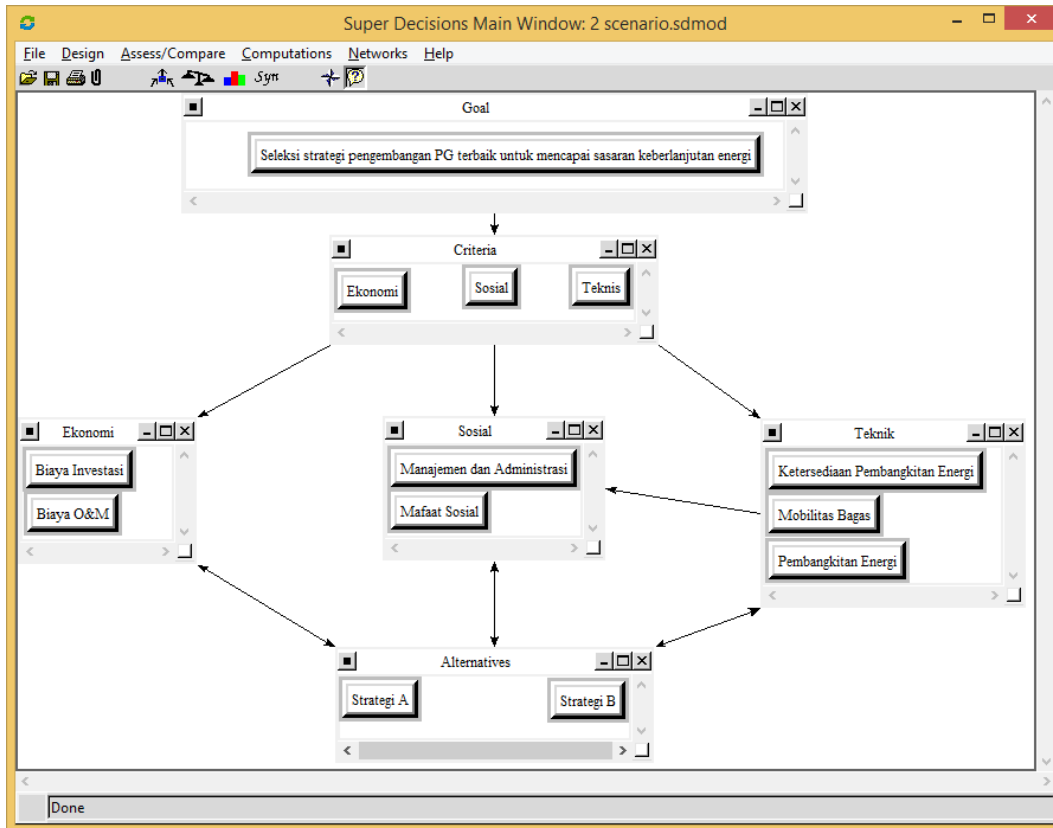 Super Decisions Main Window: 2 scenario.sdmod
File Design Assess/Compare Computations Networks Help
Syn
Goal
Seleksi strategi pengembangan PG terbaik untuk mencapai sasaran keberlanjutan energi
Criteria
Ekonomi Sosial Teknis
Ekonomi
Biaya Investasi
Biaya O&M
Sosial
Manajemen dan Administrasi
Mafaat Sosial
Teknik
Ketersediaan Pembangkitan Energi
Mobilitas Bagas
Pembangkitan Energi
Alternatives
Strategi A Strategi B
Done